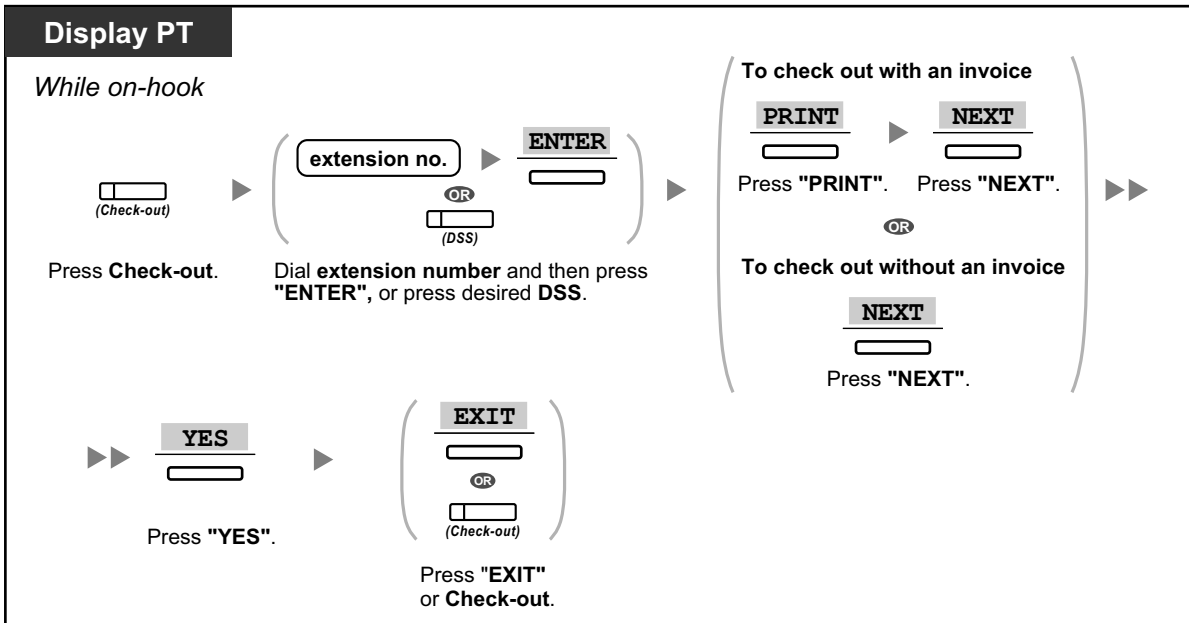 Display PT
While on-hook
(Check-out)
Press Check-out.
extension no.
ENTER
OR
(DSS)
Dial extension number and then press
"ENTER", or press desired DSS.
To check out with an invoice
PRINT
NEXT
Press "PRINT".
Press "NEXT".
OR
To check out without an invoice
NEXT
Press "NEXT".
YES
Press "YES".
EXIT
OR
(Check-out)
Press "EXIT"
or Check-out.